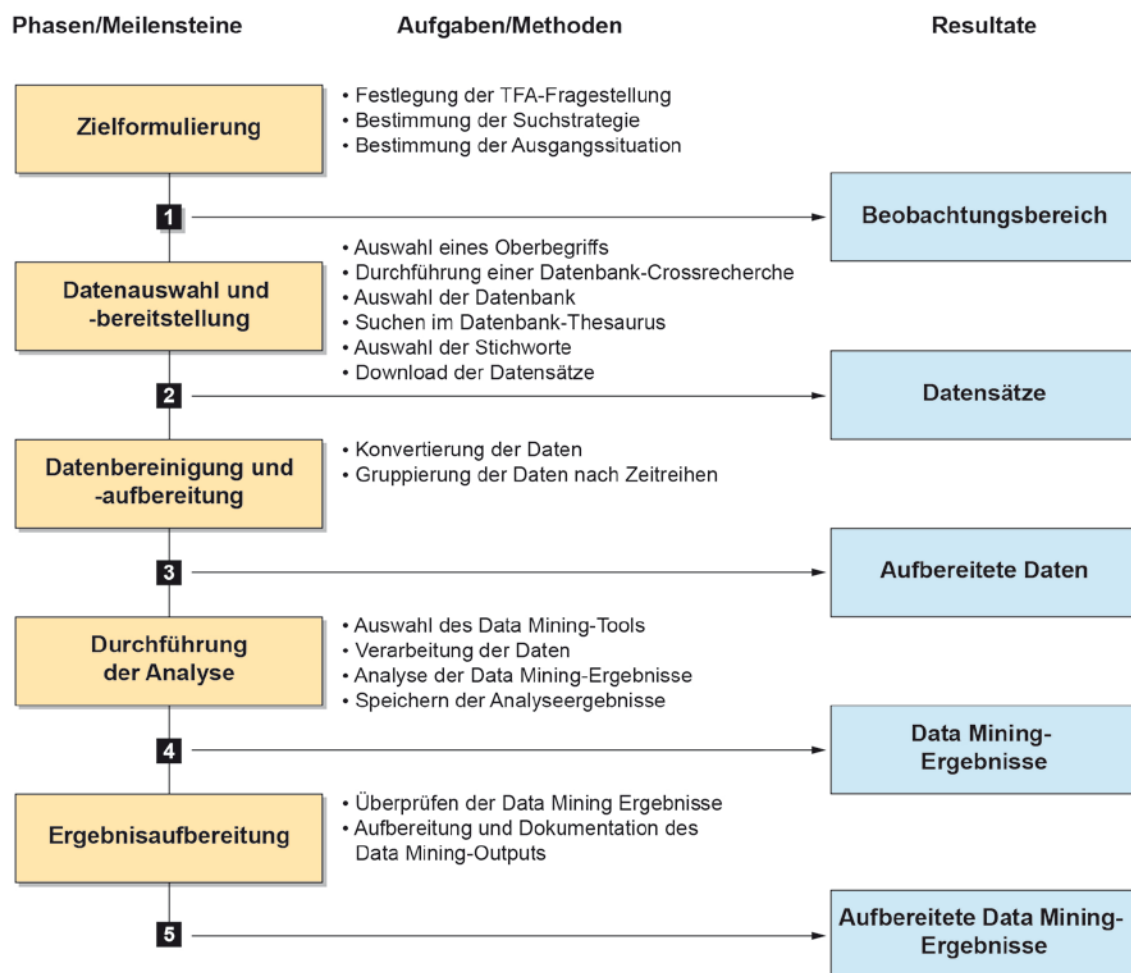 Phasen/Meilensteine
Aufgaben/Methoden
Resultate
Zielformulierung
• Festlegung der TFA-Fragestellung
• Bestimmung der Suchstrategie
• Bestimmung der Ausgangssituation
1
Beobachtungsbereich
Datenauswahl und
-bereitstellung
• Auswahl eines Oberbegriffs
• Durchführung einer Datenbank-Crossrecherche
• Auswahl der Datenbank
• Suchen im Datenbank-Thesaurus
• Auswahl der Stichworte
• Download der Datensätze
2
Datensätze
Datenbereinigung und
-aufbereitung
• Konvertierung der Daten
• Gruppierung der Daten nach Zeitreihen
3
Aufbereitete Daten
Durchführung
der Analyse
• Auswahl des Data Mining-Tools
• Verarbeitung der Daten
• Analyse der Data Mining-Ergebnisse
• Speichern der Analyseergebnisse
4
Data Mining-
Ergebnisse
Ergebnisaufbereitung
• Überprüfen der Data Mining Ergebnisse
• Aufbereitung und Dokumentation des
Data Mining-Outputs
5
Aufbereitete Data Mining-
Ergebnisse